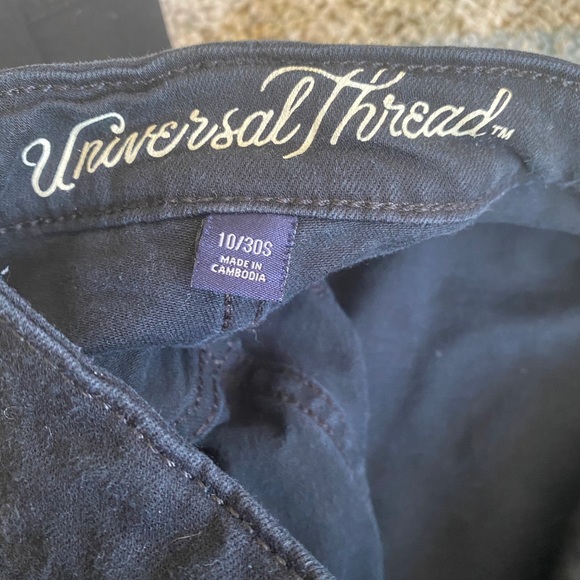 Universal Thread™
10/30S
MADE IN
CAMBODIA